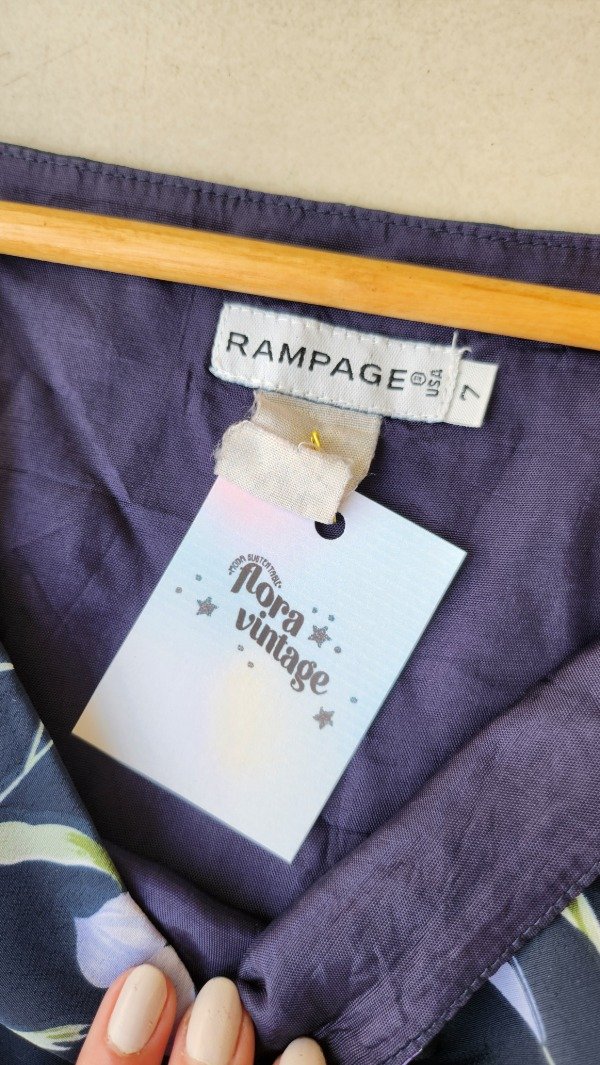 RAMPAGE® USA
7
•MODA SUSTENTABLE•
flora
vintage